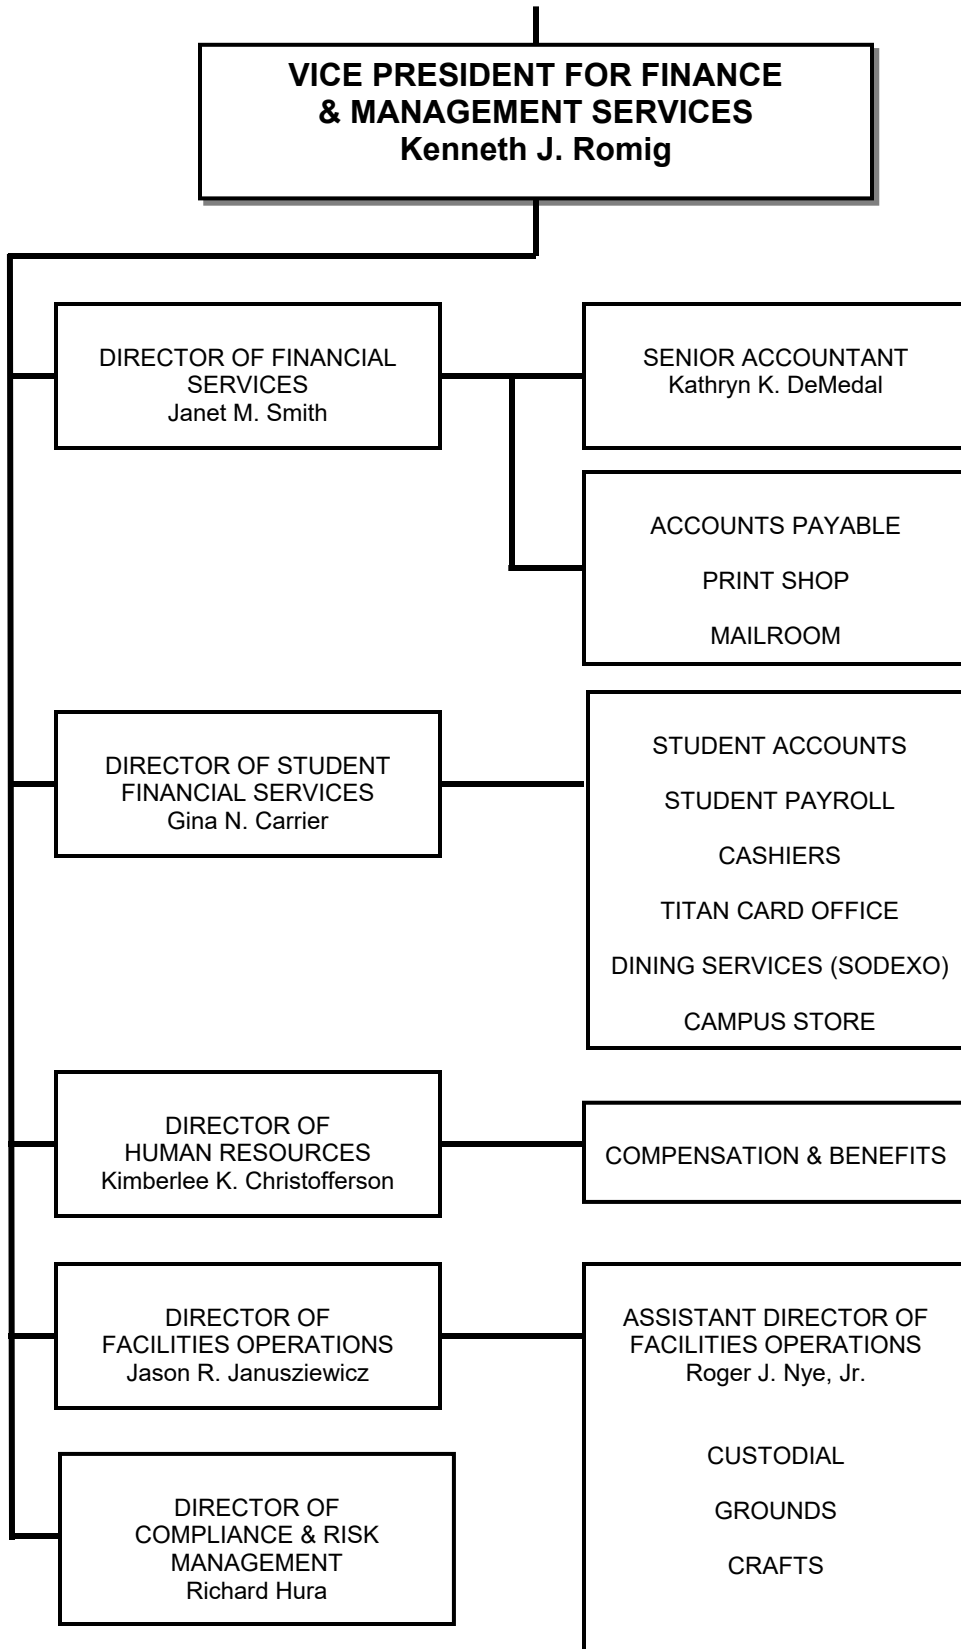 VICE PRESIDENT FOR FINANCE
& MANAGEMENT SERVICES
Kenneth J. Romig
DIRECTOR OF FINANCIAL
SERVICES
Janet M. Smith
SENIOR ACCOUNTANT
Kathryn K. DeMedal
ACCOUNTS PAYABLE
PRINT SHOP
MAILROOM
DIRECTOR OF STUDENT
FINANCIAL SERVICES
Gina N. Carrier
STUDENT ACCOUNTS
STUDENT PAYROLL
CASHIERS
TITAN CARD OFFICE
DINING SERVICES (SODEXO)
CAMPUS STORE
DIRECTOR OF
HUMAN RESOURCES
Kimberlee K. Christofferson
COMPENSATION & BENEFITS
DIRECTOR OF
FACILITIES OPERATIONS
Jason R. Janusziewicz
ASSISTANT DIRECTOR OF
FACILITIES OPERATIONS
Roger J. Nye, Jr.
CUSTODIAL
GROUNDS
CRAFTS
DIRECTOR OF
COMPLIANCE & RISK
MANAGEMENT
Richard Hura